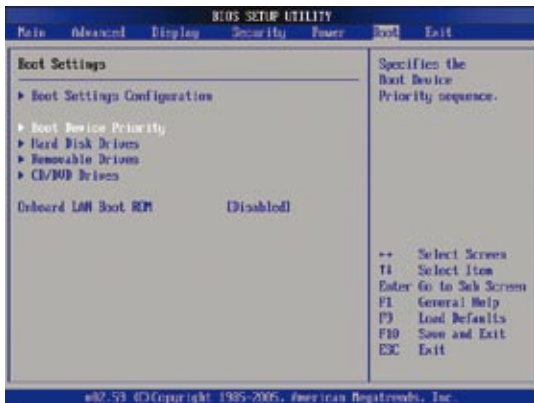 BIOS SETUP UTILITY
Main Advanced Display Security Power Boot Exit
Boot Settings
Specifies the
Boot Device
Priority sequence.
▶ Boot Settings Configuration
▶ Boot Device Priority
▶ Hard Disk Drives
▶ Removable Drives
▶ CD/DVD Drives
Onboard LAN Boot ROM [Disabled]
↔ Select Screen
↑↓ Select Item
Enter Go to Sub Screen
F1 General Help
F9 Load Defaults
F10 Save and Exit
ESC Exit
v02.59 (C)Copyright 1985-2005, American Megatrends, Inc.